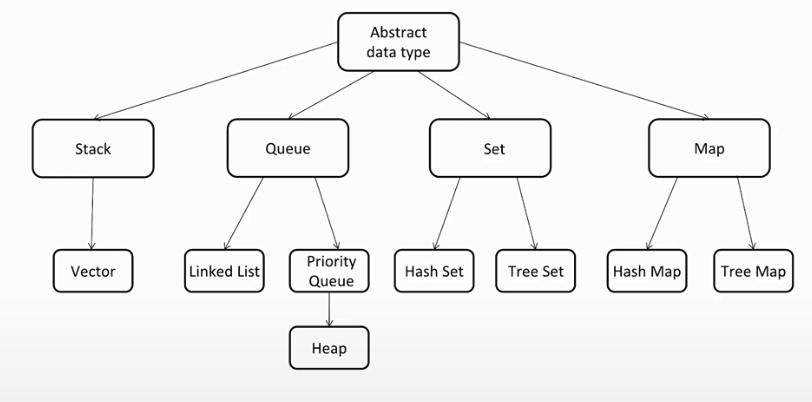 Abstract
data type
Stack
Queue
Set
Map
Vector
Linked List
Priority
Queue
Hash Set
Tree Set
Hash Map
Tree Map
Heap